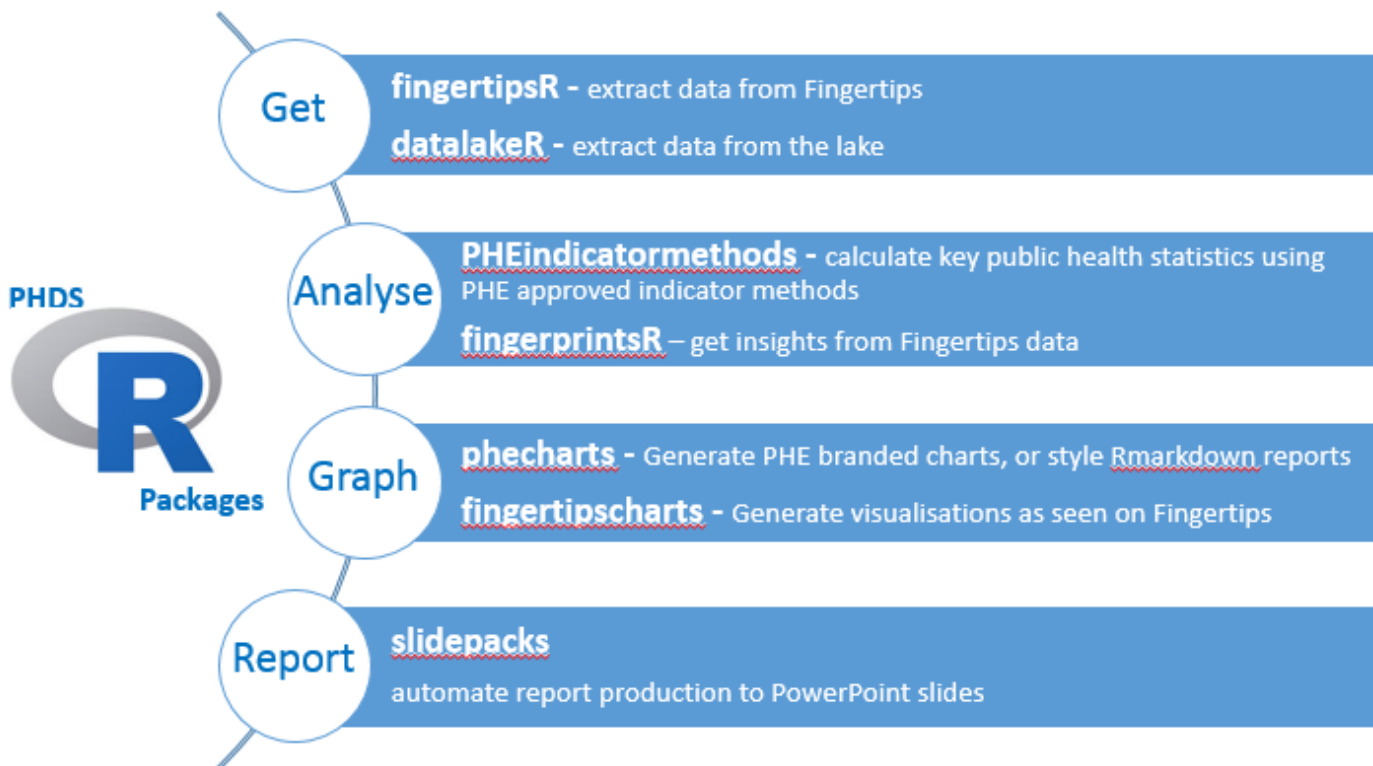 PHDS
R
Packages
Get
fingertipsR - extract data from Fingertips
datalakeR - extract data from the lake
Analyse
PHEindicatormethods - calculate key public health statistics using
PHE approved indicator methods
fingerprintsR – get insights from Fingertips data
Graph
phecharts - Generate PHE branded charts, or style Rmarkdown reports
fingertipscharts - Generate visualisations as seen on Fingertips
Report
slidepacks
automate report production to PowerPoint slides